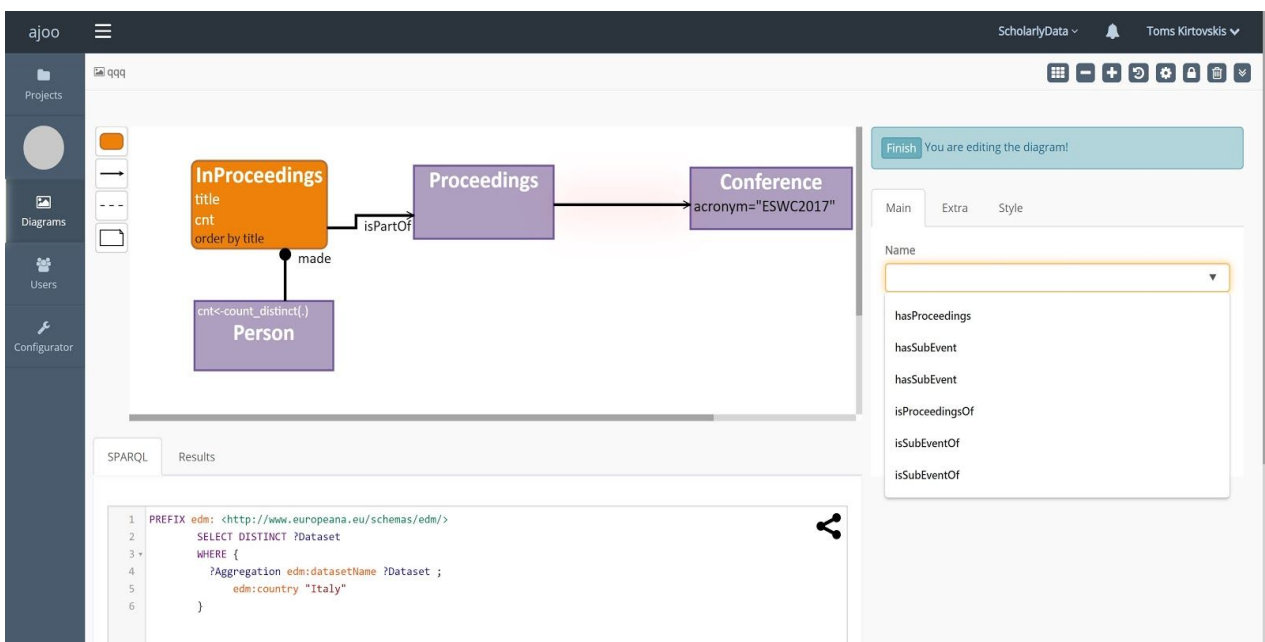 ajoo
ScholarlyData
Toms Kirtovskis
Projects
Diagrams
Users
Configurator
qqq
InProceedings
title
cnt
order by title
isPartOf
Proceedings
Conference
acronym="ESWC2017"
made
cnt<-count_distinct(.)
Person
Finish You are editing the diagram!
Main Extra Style
Name
hasProceedings
hasSubEvent
hasSubEvent
isProceedingsOf
isSubEventOf
isSubEventOf
SPARQL Results
1 PREFIX edm: <http://www.europeana.eu/schemas/edm/>
2 SELECT DISTINCT ?Dataset
3 WHERE {
4 ?Aggregation edm:datasetName ?Dataset ;
5 edm:country "Italy"
6 }